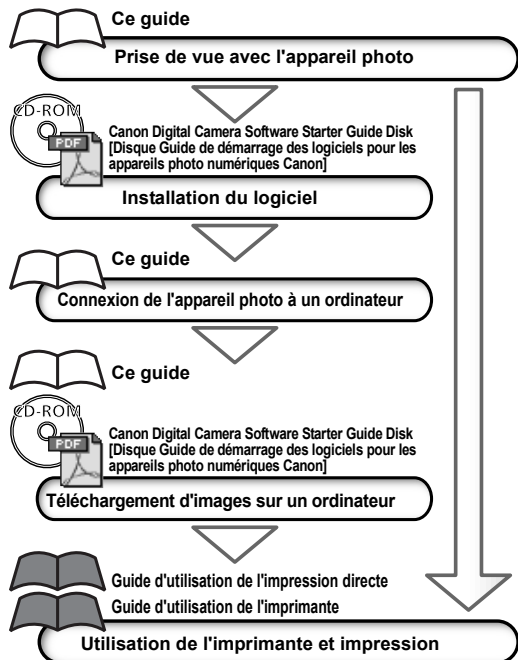 Ce guide
Prise de vue avec l'appareil photo
CD-ROM
PDF
Canon Digital Camera Software Starter Guide Disk
[Disque Guide de démarrage des logiciels pour les
appareils photo numériques Canon]
Installation du logiciel
Ce guide
Connexion de l'appareil photo à un ordinateur
Ce guide
CD-ROM
PDF
Canon Digital Camera Software Starter Guide Disk
[Disque Guide de démarrage des logiciels pour les
appareils photo numériques Canon]
Téléchargement d'images sur un ordinateur
Guide d'utilisation de l'impression directe
Guide d'utilisation de l'imprimante
Utilisation de l'imprimante et impression